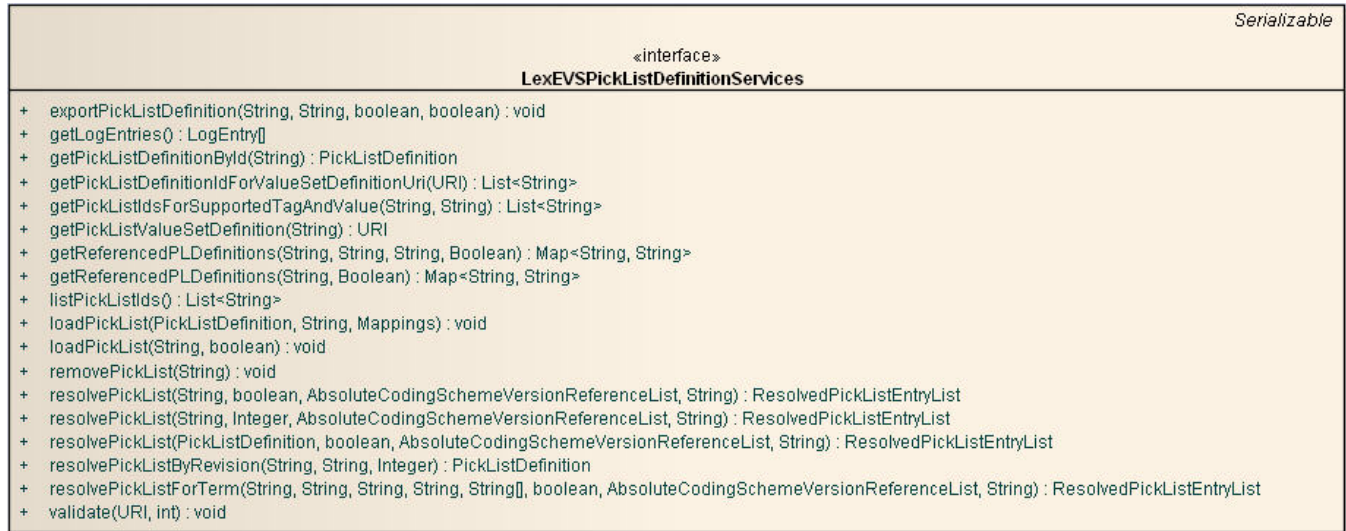 Serializable
«interface»
LexEVSPickListDefinitionServices
+ exportPickListDefinition(String, String, boolean, boolean) : void
+ getLogEntries() : LogEntry[]
+ getPickListDefinitionById(String) : PickListDefinition
+ getPickListDefinitionIdForValueSetDefinitionUri(URI) : List<String>
+ getPickListIdsForSupportedTagAndValue(String, String) : List<String>
+ getPickListValueSetDefinition(String) : URI
+ getReferencedPLDefinitions(String, String, String, Boolean) : Map<String, String>
+ getReferencedPLDefinitions(String, Boolean) : Map<String, String>
+ listPickListIds() : List<String>
+ loadPickList(PickListDefinition, String, Mappings) : void
+ loadPickList(String, boolean) : void
+ removePickList(String) : void
+ resolvePickList(String, boolean, AbsoluteCodingSchemeVersionReferenceList, String) : ResolvedPickListEntryList
+ resolvePickList(String, Integer, AbsoluteCodingSchemeVersionReferenceList, String) : ResolvedPickListEntryList
+ resolvePickList(PickListDefinition, boolean, AbsoluteCodingSchemeVersionReferenceList, String) : ResolvedPickListEntryList
+ resolvePickListByRevision(String, String, Integer) : PickListDefinition
+ resolvePickListForTerm(String, String, String, String, String[], boolean, AbsoluteCodingSchemeVersionReferenceList, String) : ResolvedPickListEntryList
+ validate(URI, int) : void